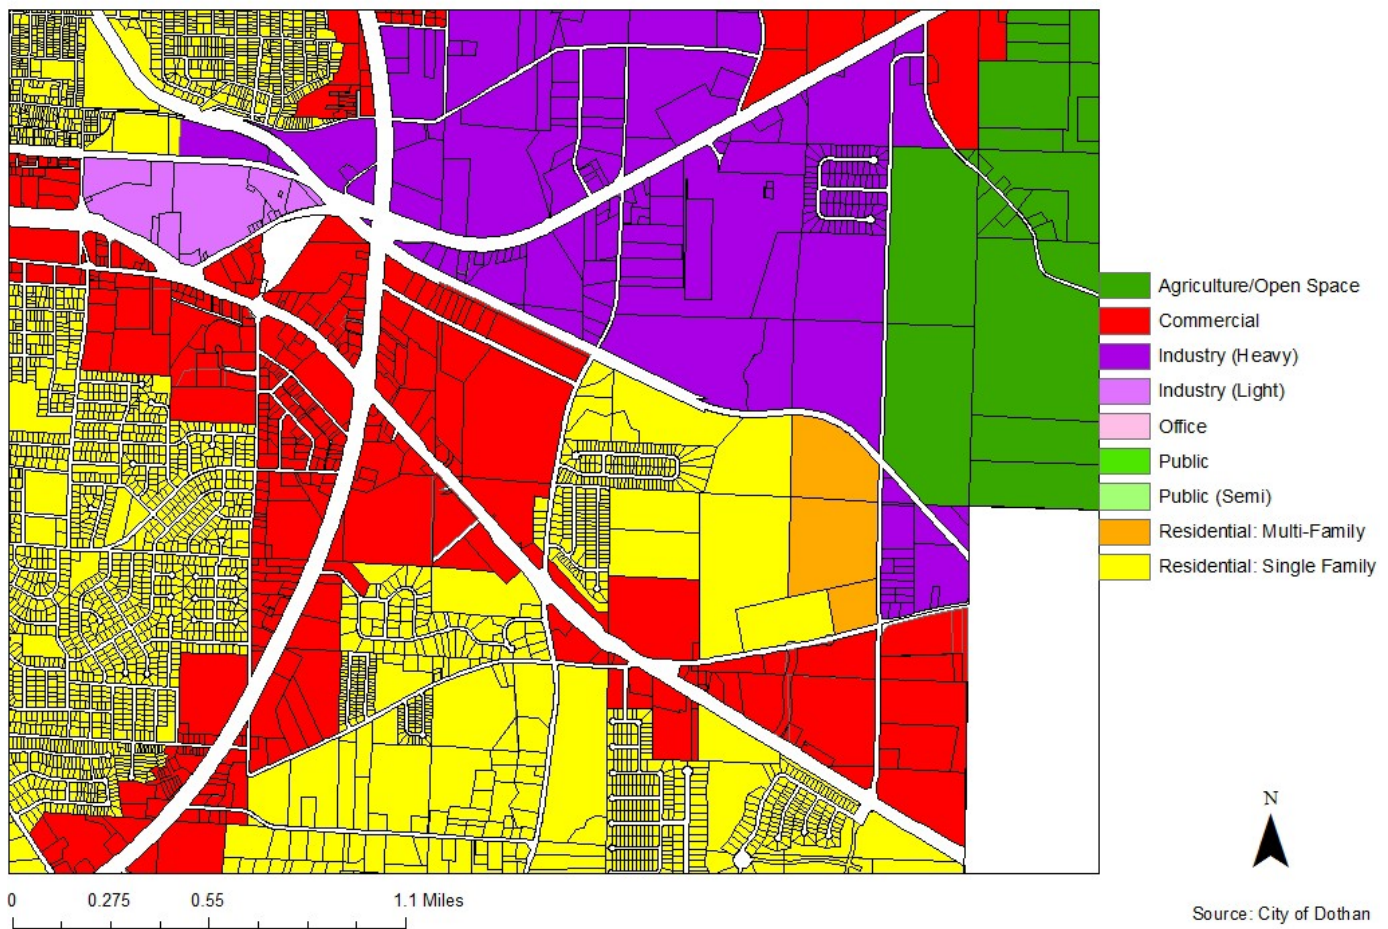 Agriculture/Open Space
Commercial
Industry (Heavy)
Industry (Light)
Office
Public
Public (Semi)
Residential: Multi-Family
Residential: Single Family
N
0 0.275 0.55 1.1 Miles
Source: City of Dothan